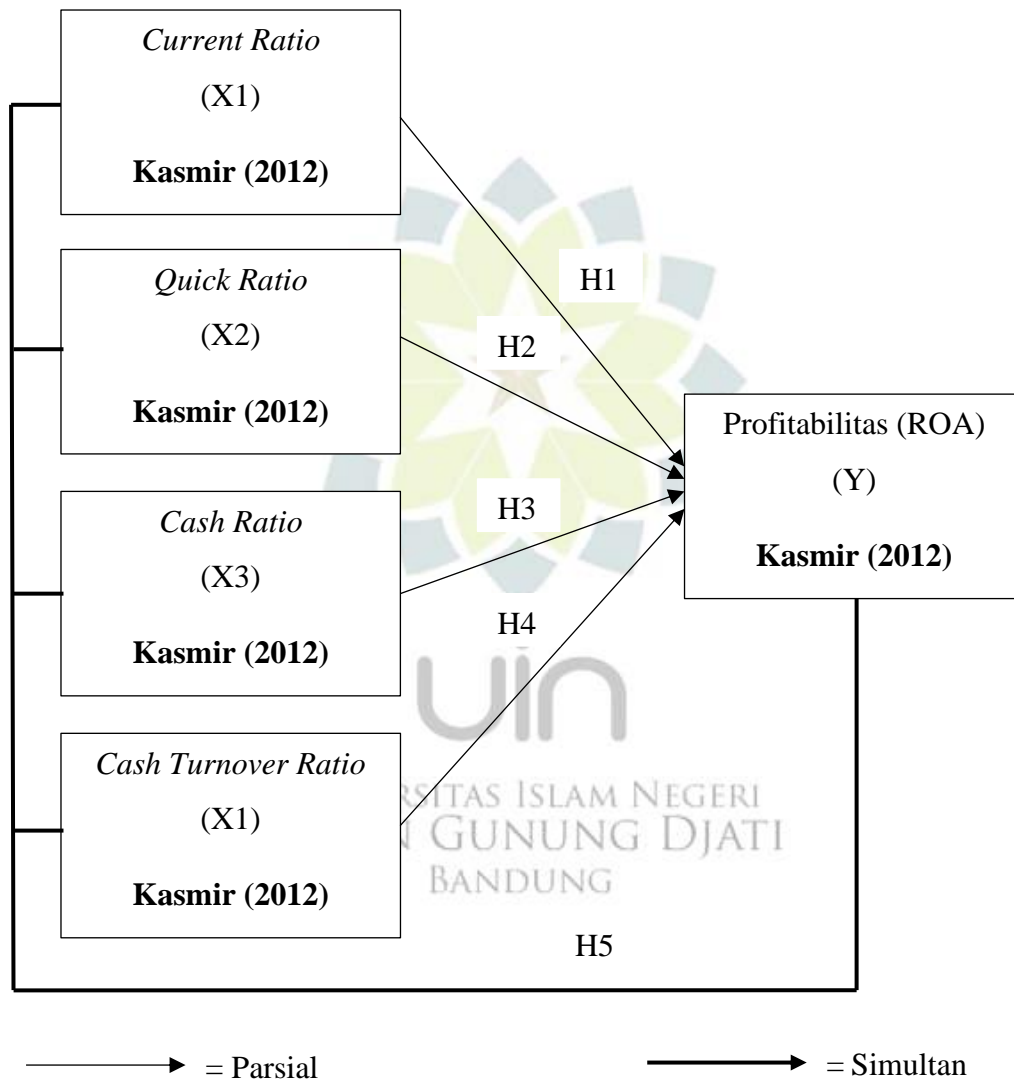 Current Ratio
(X1)
Kasmir (2012)
H1
Quick Ratio
(X2)
Kasmir (2012)
H2
Profitabilitas (ROA)
(Y)
Kasmir (2012)
Cash Ratio
(X3)
Kasmir (2012)
H3
H4
Cash Turnover Ratio
(X1)
Kasmir (2012)
uin
RSITAS ISLAM NEGERI
GUNUNG DJATI
BANDUNG
H5
= Parsial
= Simultan